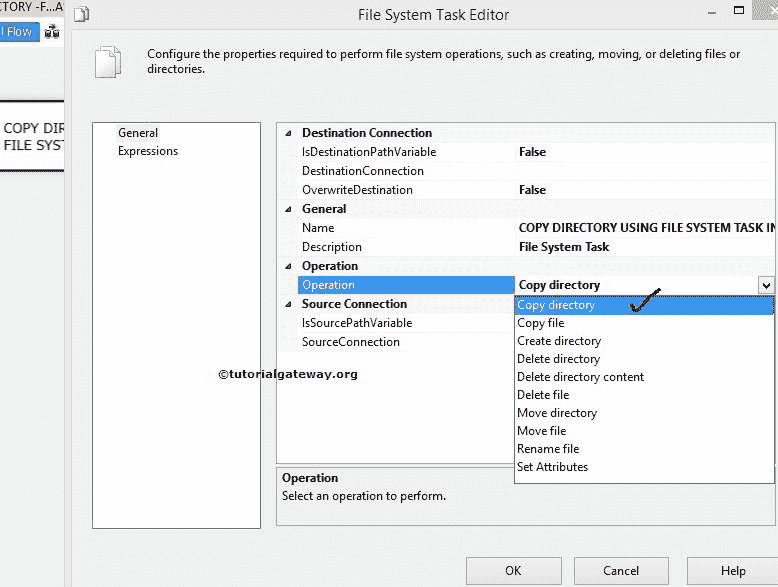 CTORY -F...A
File System Task Editor
l Flow
Configure the properties required to perform file system operations, such as creating, moving, or deleting files or
directories.
COPY DIR
FILE SYST
General
Expressions
Destination Connection
IsDestinationPathVariable False
DestinationConnection
OverwriteDestination False
General
Name COPY DIRECTORY USING FILE SYSTEM TASK IN
Description File System Task
Operation
Operation Copy directory
Source Connection
IsSourcePathVariable
SourceConnection
Copy directory
Copy file
Create directory
Delete directory
Delete directory content
Delete file
Move directory
Move file
Rename file
Set Attributes
©tutorialgateway.org
Operation
Select an operation to perform.
OK Cancel Help